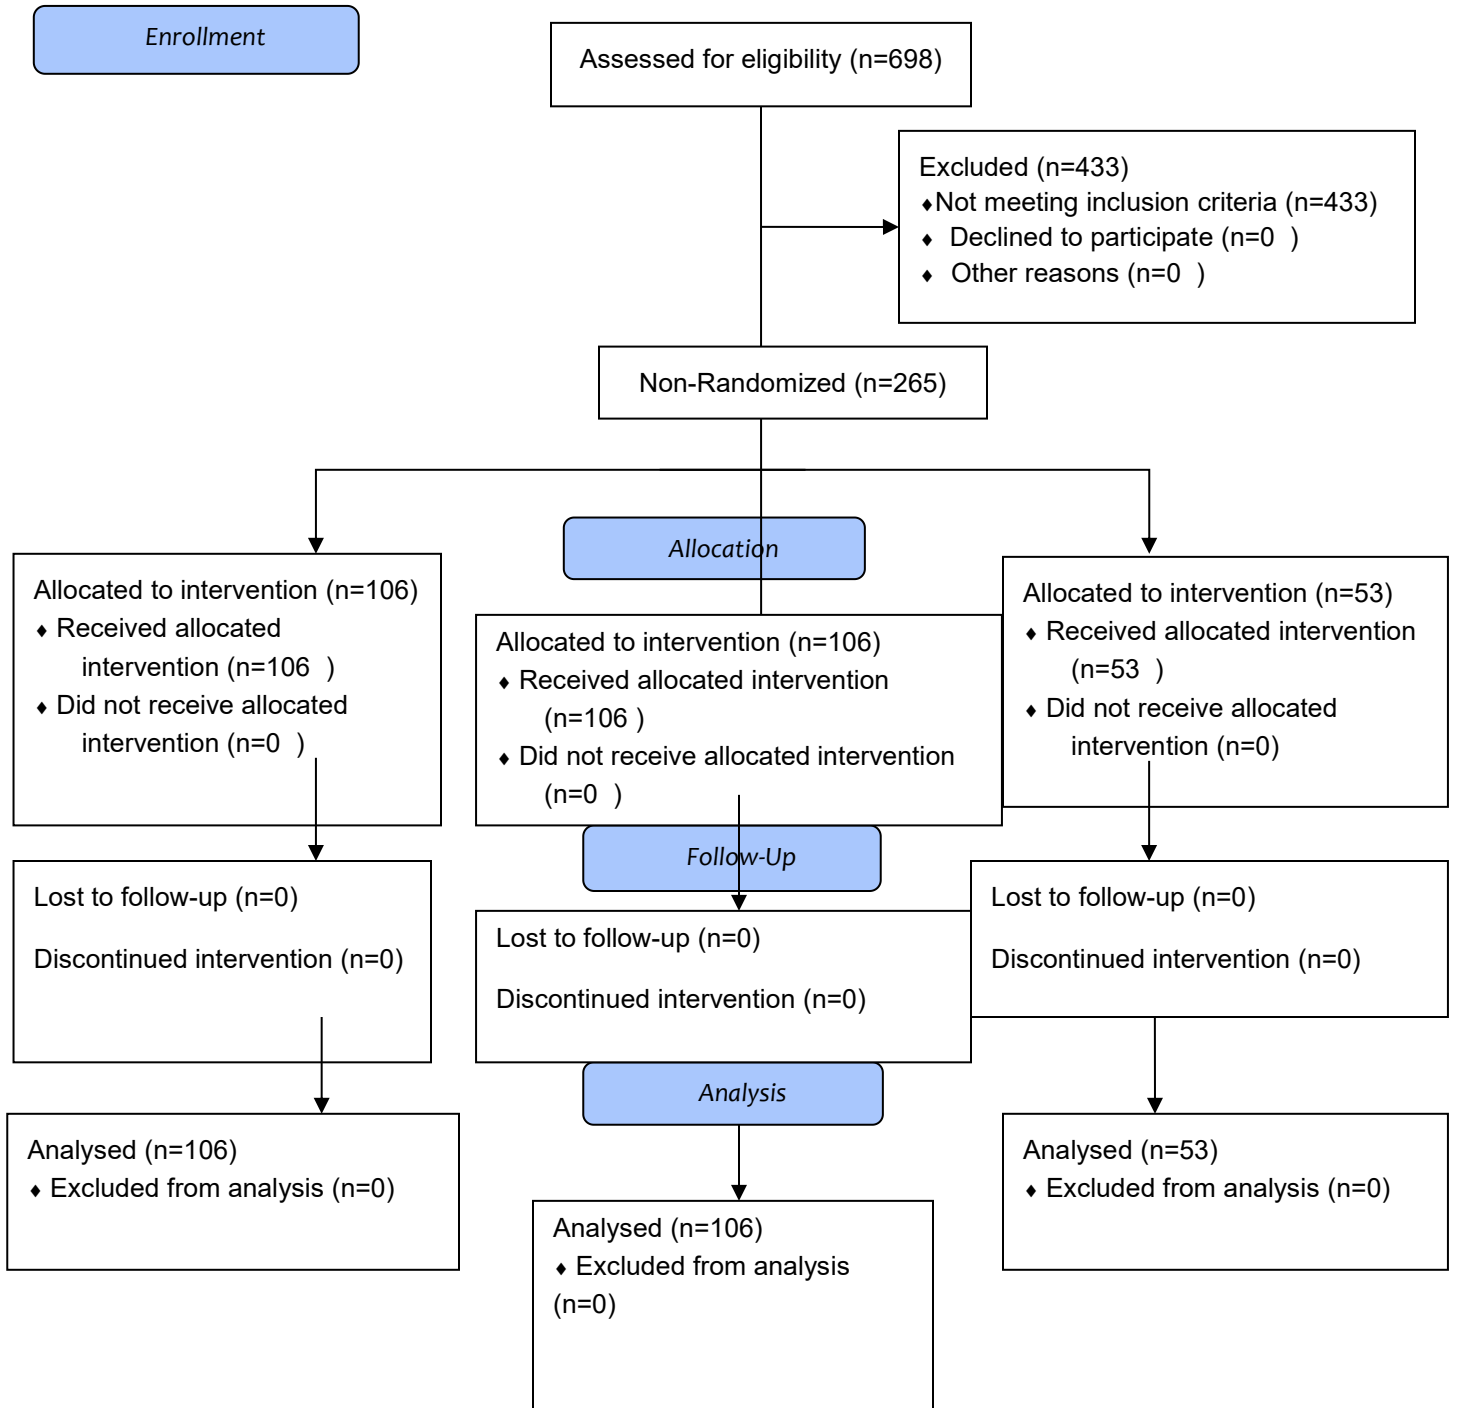 Enrollment
Assessed for eligibility (n=698)
Excluded (n=433)
♦Not meeting inclusion criteria (n=433)
♦ Declined to participate (n=0 )
♦ Other reasons (n=0 )
Non-Randomized (n=265)
Allocation
Allocated to intervention (n=106)
♦ Received allocated
intervention (n=106 )
♦ Did not receive allocated
intervention (n=0 )
Allocated to intervention (n=106)
♦ Received allocated intervention
(n=106 )
♦ Did not receive allocated intervention
(n=0 )
Allocated to intervention (n=53)
♦ Received allocated intervention
(n=53 )
♦ Did not receive allocated
intervention (n=0)
Follow-Up
Lost to follow-up (n=0)
Discontinued intervention (n=0)
Lost to follow-up (n=0)
Discontinued intervention (n=0)
Lost to follow-up (n=0)
Discontinued intervention (n=0)
Analysis
Analysed (n=106)
♦ Excluded from analysis (n=0)
Analysed (n=106)
♦ Excluded from analysis
(n=0)
Analysed (n=53)
♦ Excluded from analysis (n=0)